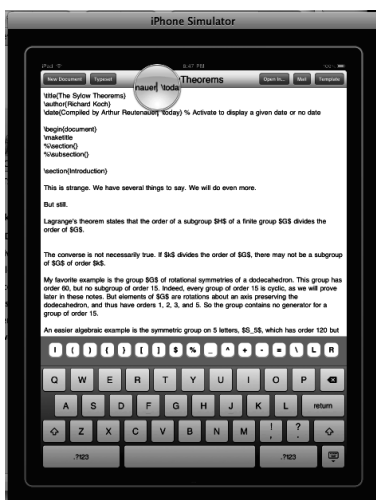 iPhone Simulator
iPad 8:47 PM
New Document Typeset Theorems Open In... Mail Template
nauer| \toda
\title{The Sylow Theorems}
\author{Richard Koch}
\date{Compiled by Arthur Reutenauer| \today} % Activate to display a given date or no date
\begin{document}
\maketitle
%\section{}
%\subsection{}
\section{Introduction}
This is strange. We have several things to say. We will do even more.
But still.
Lagrange's theorem states that the order of a subgroup $H$ of a finite group $G$ divides the
order of $G$.
The converse is not necessarily true. If $k$ divides the order of $G$, there may not be a subgroup
of $G$ of order $k$.
My favorite example is the group $G$ of rotational symmetries of a dodecahedron. This group has
order 60, but no subgroup of order 15. Indeed, every group of order 15 is cyclic, as we will prove
later in these notes. But elements of $G$ are rotations about an axis preserving the
dodecahedron, and thus have orders 1, 2, 3, and 5. So the group contains no generator for a
group of order 15.
An easier algebraic example is the symmetric group on 5 letters, $S_5$, which has order 120 but
( ) { } [ ] $ % _ ^ + - = \ L R
Q W E R T Y U I O P
A S D F G H J K L return
Z X C V B N M ! , ? .
.?123 .?123